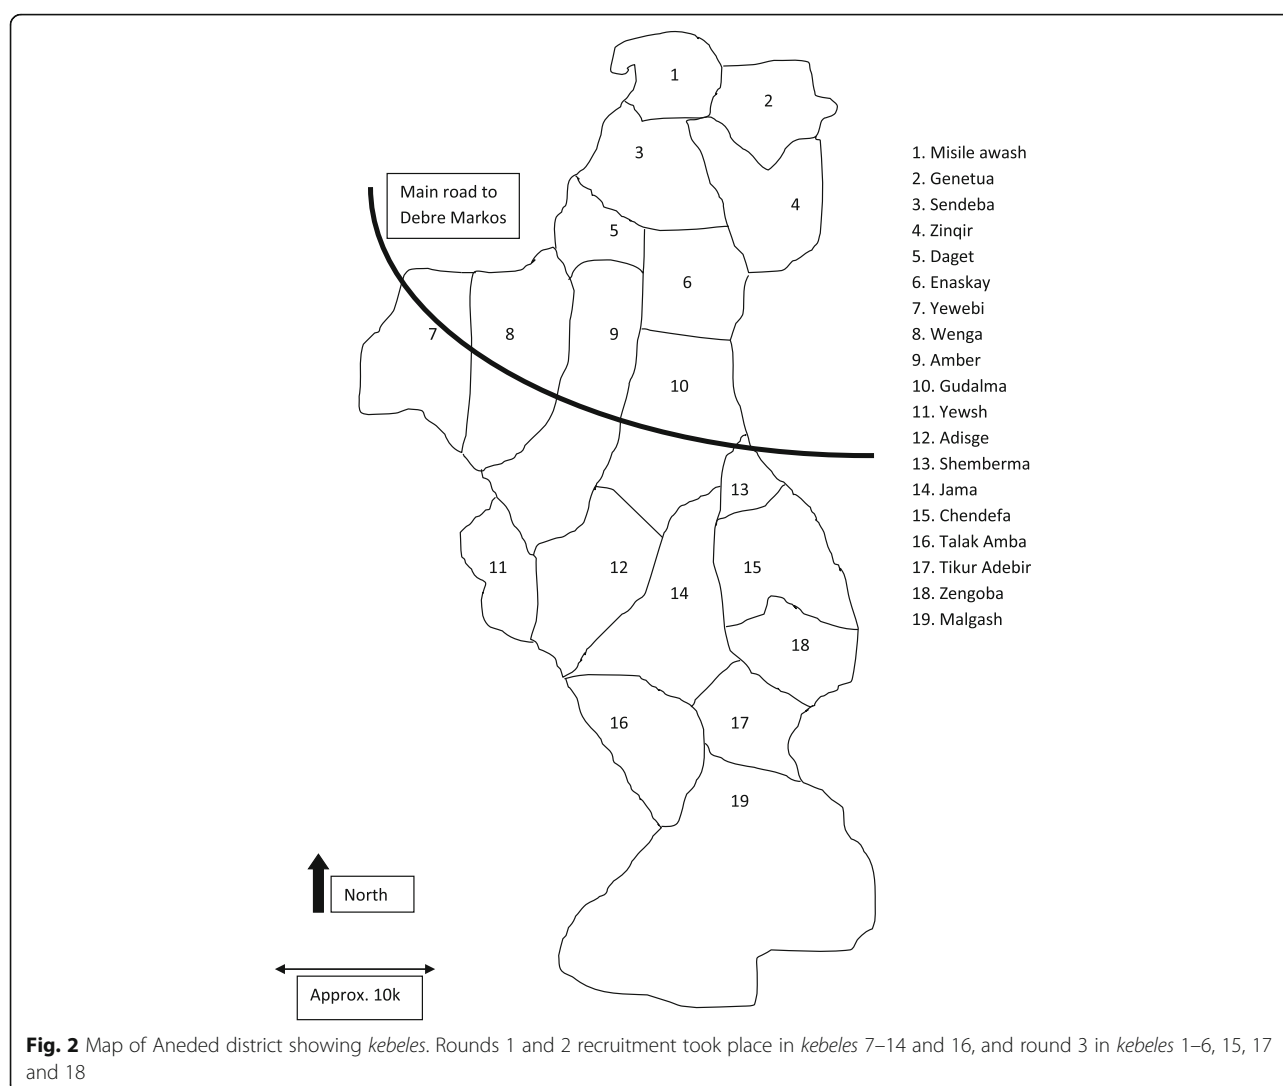 1
2
3
4
5
6
7
8
9
10
11
12
13
14
15
16
17
18
19
Main road to
Debre Markos
1. Misile awash
2. Genetua
3. Sendeba
4. Zinqir
5. Daget
6. Enaskay
7. Yewebi
8. Wenga
9. Amber
10. Gudalma
11. Yewsh
12. Adisge
13. Shemberma
14. Jama
15. Chendefa
16. Talak Amba
17. Tikur Adebir
18. Zengoba
19. Malgash
North
Approx. 10k
Fig. 2 Map of Aneded district showing kebeles. Rounds 1 and 2 recruitment took place in kebeles 7–14 and 16, and round 3 in kebeles 1–6, 15, 17
and 18